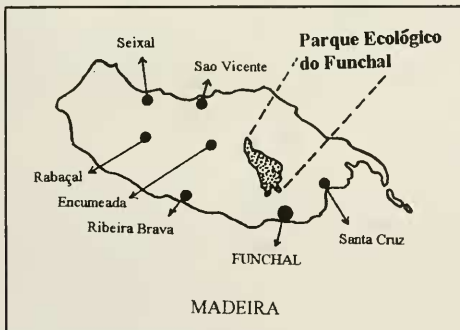 Seixal
Sao Vicente
Parque Ecológico
do Funchal
Rabaçal
Encumeada
Ribeira Brava
FUNCHAL
Santa Cruz
MADEIRA